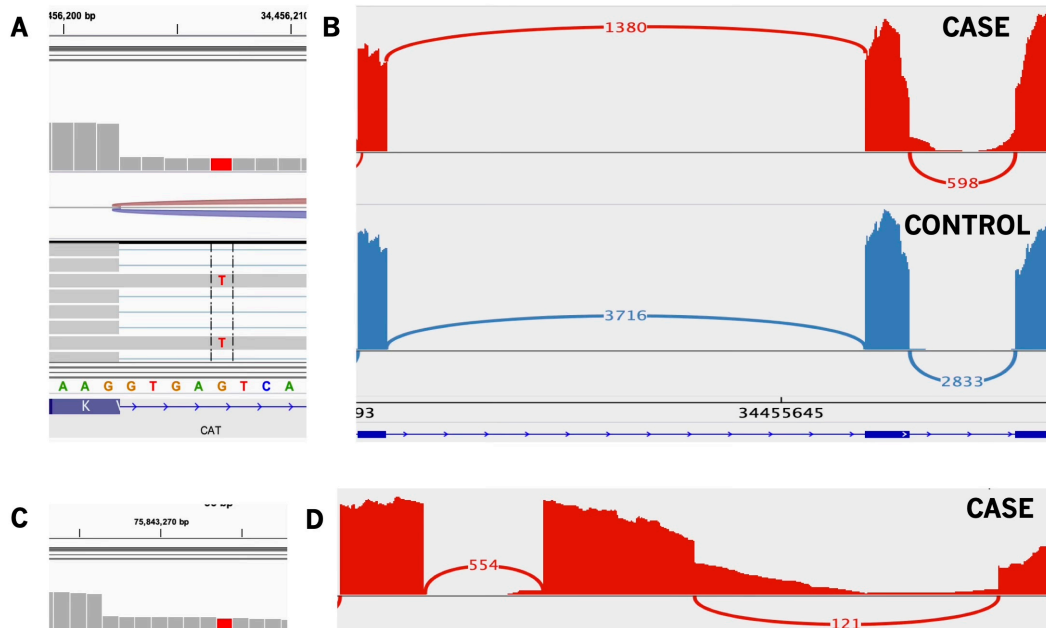 A
456,200 bp
34,456,210
T
T
A A G G T G A G T C A
K
CAT
B
CASE
1380
598
CONTROL
3716
2833
93
34455645
C
75,843,270 bp
D
CASE
554
121